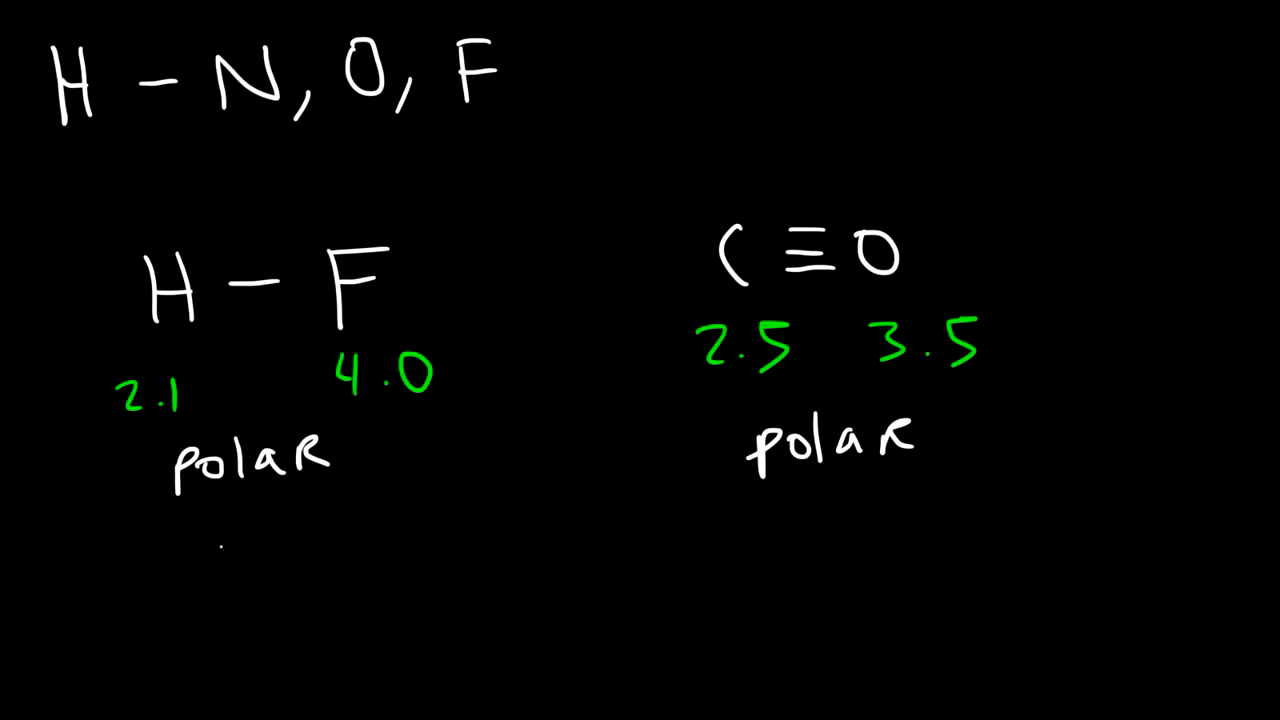 H - N, O, F
H - F
C ≡ O
2.1 4.0
2.5 3.5
polar
polar